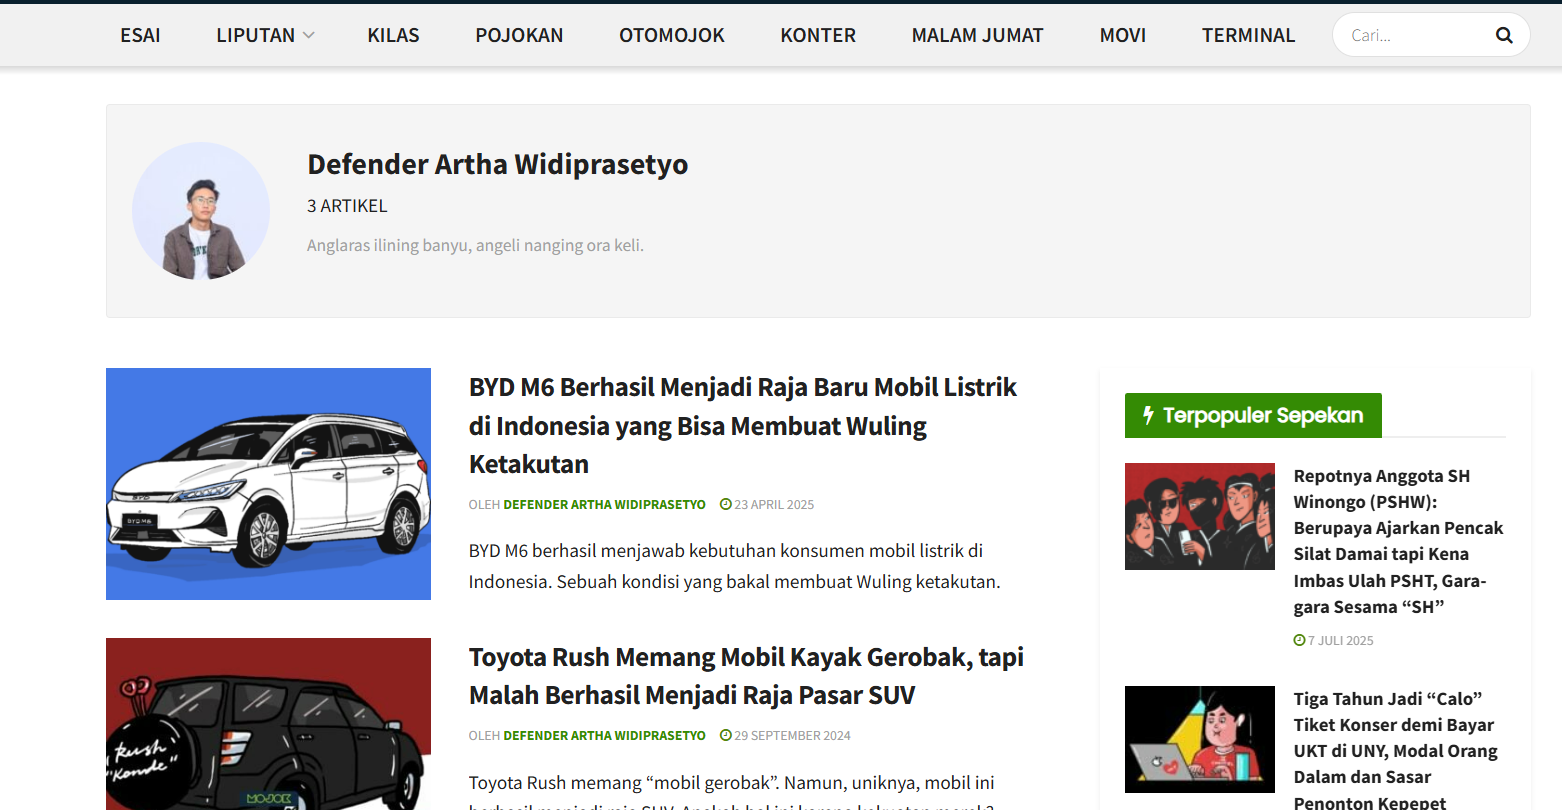 ESAI LIPUTAN KILAS POJOKAN OTOMOJOK KONTER MALAM JUMAT MOVI TERMINAL Cari...
Defender Artha Widiprasetyo
3 ARTIKEL
Anglaras ilining banyu, angeli nanging ora keli.
BYD
BYD M6
BYD M6 Berhasil Menjadi Raja Baru Mobil Listrik
di Indonesia yang Bisa Membuat Wuling
Ketakutan
OLEH DEFENDER ARTHA WIDIPRASETYO 23 APRIL 2025
BYD M6 berhasil menjawab kebutuhan konsumen mobil listrik di
Indonesia. Sebuah kondisi yang bakal membuat Wuling ketakutan.
Rush
"Konde"
MOJOK
Toyota Rush Memang Mobil Kayak Gerobak, tapi
Malah Berhasil Menjadi Raja Pasar SUV
OLEH DEFENDER ARTHA WIDIPRASETYO 29 SEPTEMBER 2024
Toyota Rush memang “mobil gerobak”. Namun, uniknya, mobil ini
Terpopuler Sepekan
Repotnya Anggota SH
Winongo (PSHW):
Berupaya Ajarkan Pencak
Silat Damai tapi Kena
Imbas Ulah PSHT, Gara-
gara Sesama “SH”
7 JULI 2025
Tiga Tahun Jadi “Calo”
Tiket Konser demi Bayar
UKT di UNY, Modal Orang
Dalam dan Sasar
Penonton Kepepet